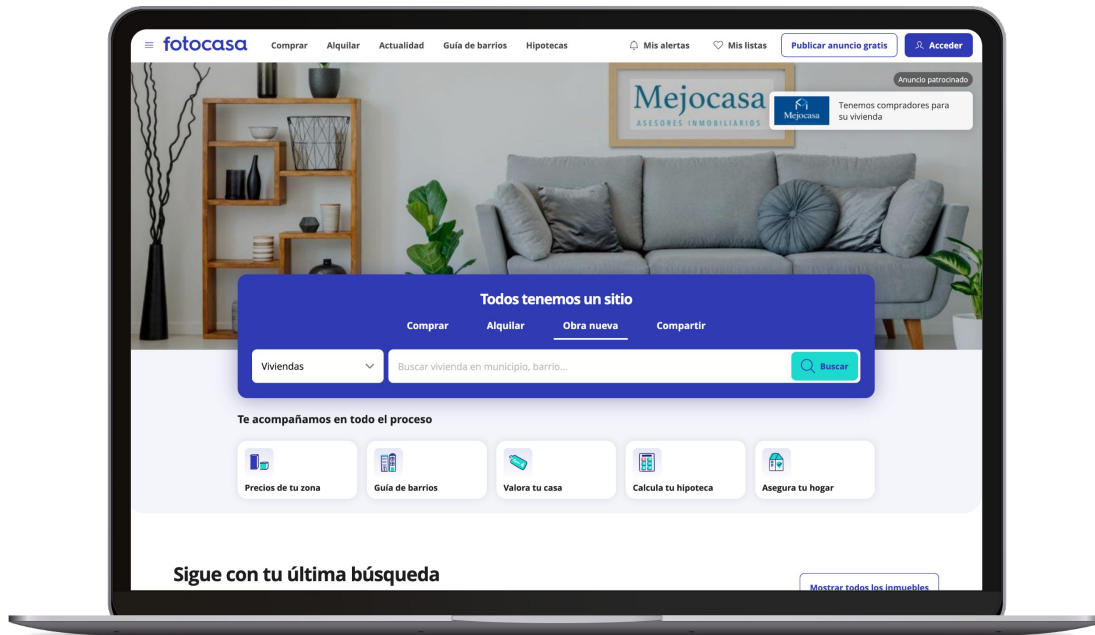 fotocasa
Comprar
Alquilar
Actualidad
Guía de barrios
Hipotecas
Mis alertas
Mis listas
Publicar anuncio gratis
Acceder
Anuncio patrocinado
Mejocasa
ASESORES INMOBILIARIOS
Mejocasa
Tenemos compradores para
su vivienda
Todos tenemos un sitio
Comprar
Alquilar
Obra nueva
Compartir
Viviendas
Buscar vivienda en municipio, barrio...
Buscar
Te acompañamos en todo el proceso
Precios de tu zona
Guía de barrios
Valora tu casa
Calcula tu hipoteca
Asegura tu hogar
Sigue con tu última búsqueda
Mostrar todos los inmuebles